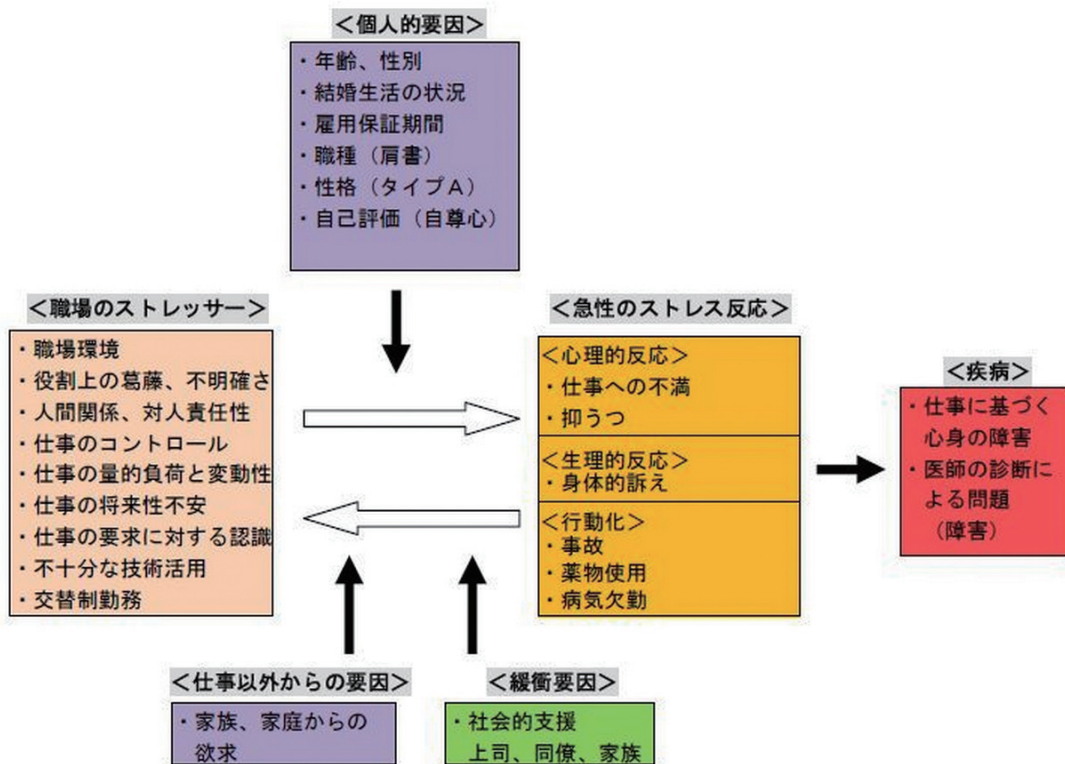 ＜個人的要因＞
・年齢、性別
・結婚生活の状況
・雇用保証期間
・職種（肩書）
・性格（タイプＡ）
・自己評価（自尊心）
＜職場のストレッサー＞
・職場環境
・役割上の葛藤、不明確さ
・人間関係、対人責任性
・仕事のコントロール
・仕事の量的負荷と変動性
・仕事の将来性不安
・仕事の要求に対する認識
・不十分な技術活用
・交替制勤務
＜急性のストレス反応＞
＜心理的反応＞
・仕事への不満
・抑うつ
＜生理的反応＞
・身体的訴え
＜行動化＞
・事故
・薬物使用
・病気欠勤
＜疾病＞
・仕事に基づく
心身の障害
・医師の診断に
よる問題
（障害）
＜仕事以外からの要因＞
・家族、家庭からの
欲求
＜緩衝要因＞
・社会的支援
上司、同僚、家族